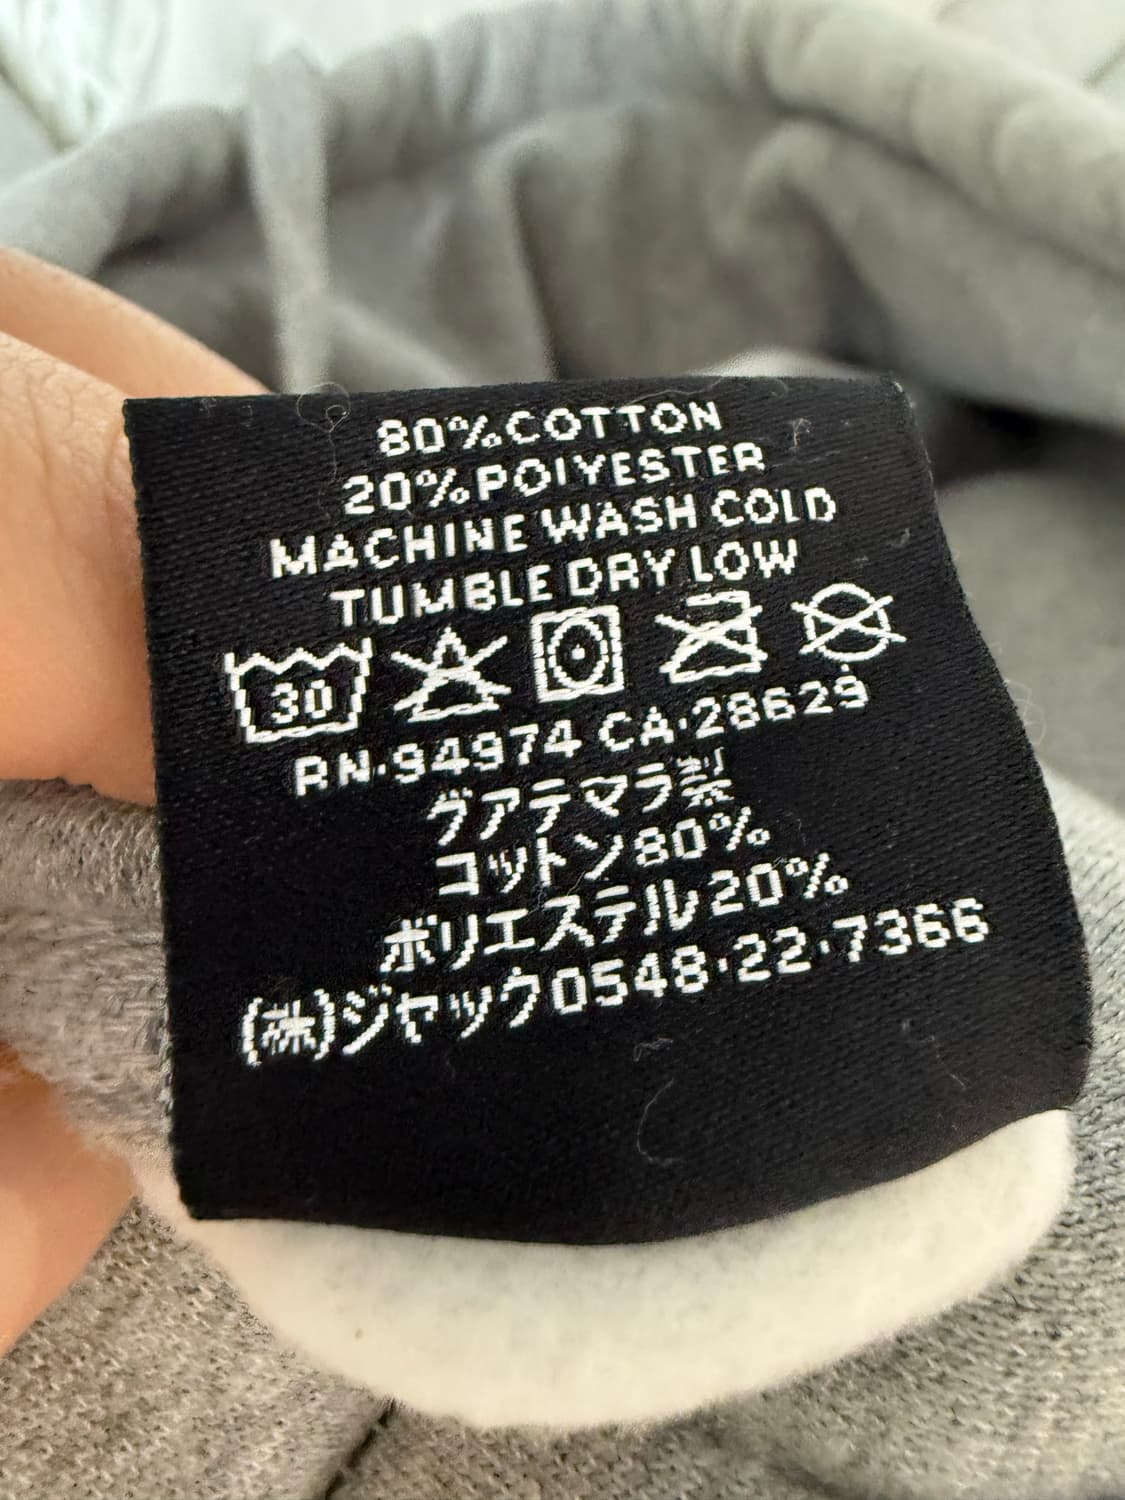 80% COTTON
20% POIYESTER
MACHINE WASH COLD
TUMBLE DRY LOW
30
RN·94974 CA·28629
グアテマラ製
コットン80%
ポリエステル20%
(株)ジャック0548·22·7366